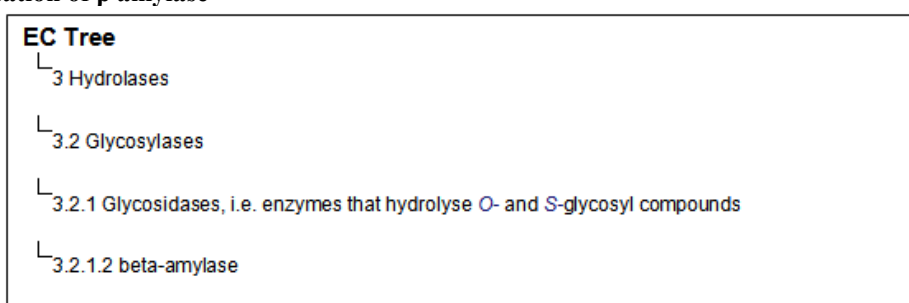 EC Tree
3 Hydrolases
3.2 Glycosylases
3.2.1 Glycosidases, i.e. enzymes that hydrolyse O- and S-glycosyl compounds
3.2.1.2 beta-amylase